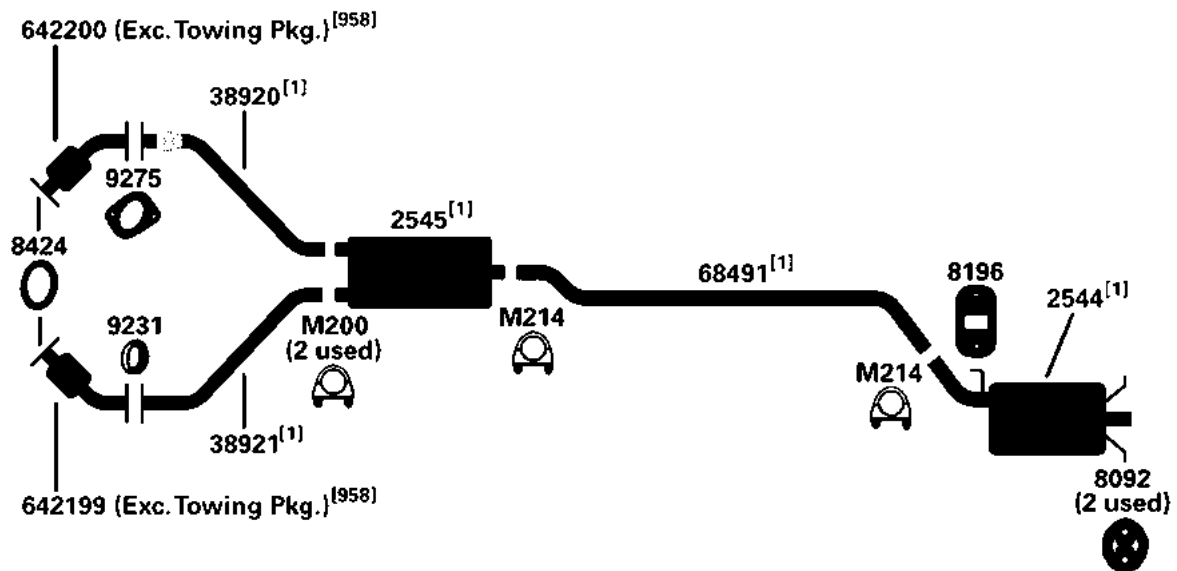 642200 (Exc. Towing Pkg.)[958]
38920[1]
9275
2545[1]
8424
68491[1]
8196
2544[1]
9231
M200
(2 used)
M214
M214
38921[1]
8092
(2 used)
642199 (Exc. Towing Pkg.)[958]